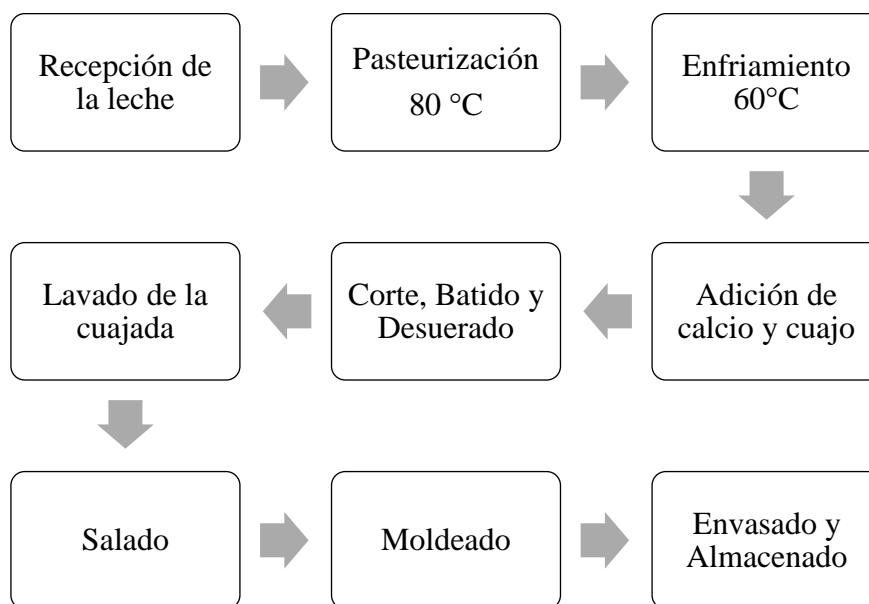 Recepción de
la leche
Pasteurización
80 °C
Enfriamiento
60°C
Adición de
calcio y cuajo
Corte, Batido y
Desuerado
Lavado de la
cuajada
Salado
Moldeado
Envasado y
Almacenado